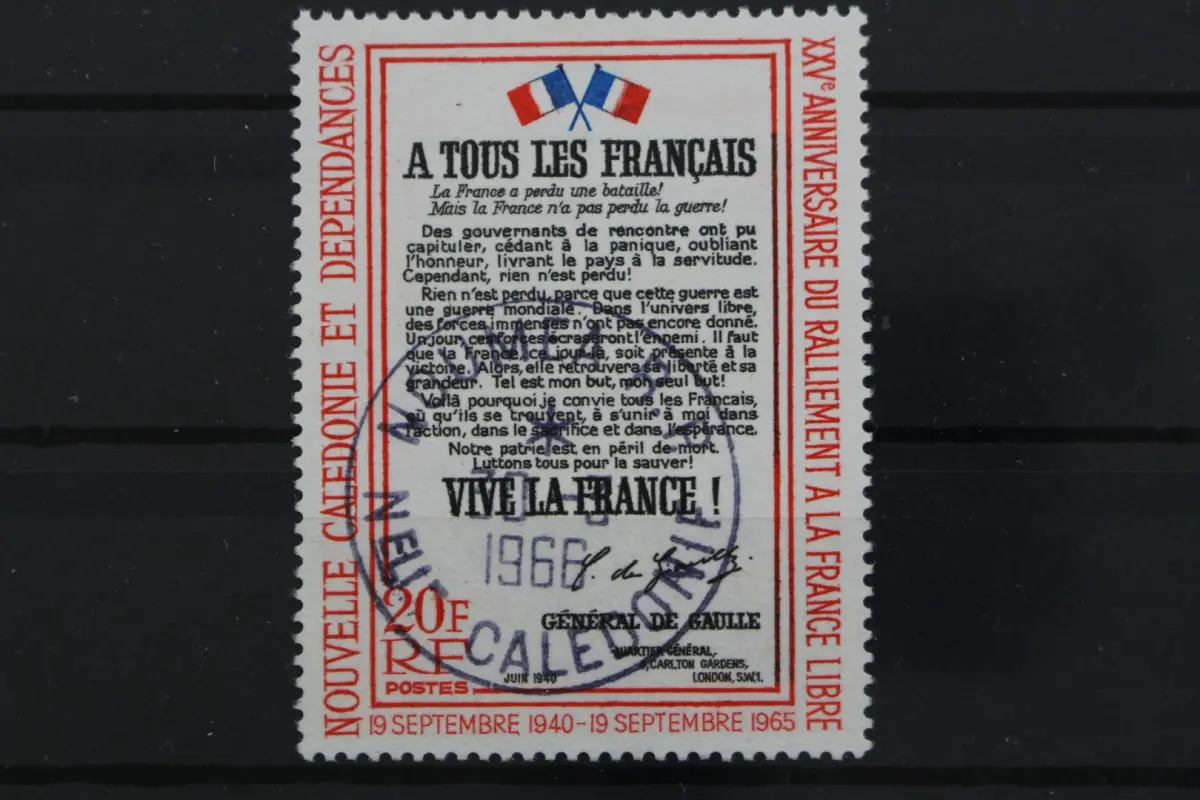 NOUVELLE CALEDONIE ET DEPENDANCES
A TOUS LES FRANÇAIS
La France a perdu une bataille!
Mais la France n'a pas perdu la guerre!
Des gouvernants de rencontre ont pu
capituler, cédant à la panique, oubliant
l'honneur, livrant le pays à la servitude.
Cependant, rien n'est perdu!
Rien n'est perdu, parce que cette guerre est
une guerre mondiale. Dans l'univers libre,
des forces immenses n'ont pas encore donné.
Un jour, ces forces écraseront l'ennemi. Il faut
que la France, ce jour-là, soit présente à la
victoire. Alors, elle retrouvera sa liberté et sa
grandeur. Tel est mon but, mon seul but!
Voilà pourquoi je convie tous les Francais,
où qu'ils se trouvent, à s'unir à moi dans
l'action, dans le sacrifice et dans l'espérance.
Notre patrie est en péril de mort.
Luttons tous pour la sauver!
VIVE LA FRANCE !
G. de Gaulle
GÉNÉRAL DE GAULLE
QUARTIER GÉNÉRAL,
4, CARLTON GARDENS,
LONDON, S.W.1.
JUIN 1940
20F
RF
POSTES
19 SEPTEMBRE 1940-19 SEPTEMBRE 1965
XXVe ANNIVERSAIRE DU RALLIEMENT A LA FRANCE LIBRE
NOUMEA
1966
NELLE CALEDONIE